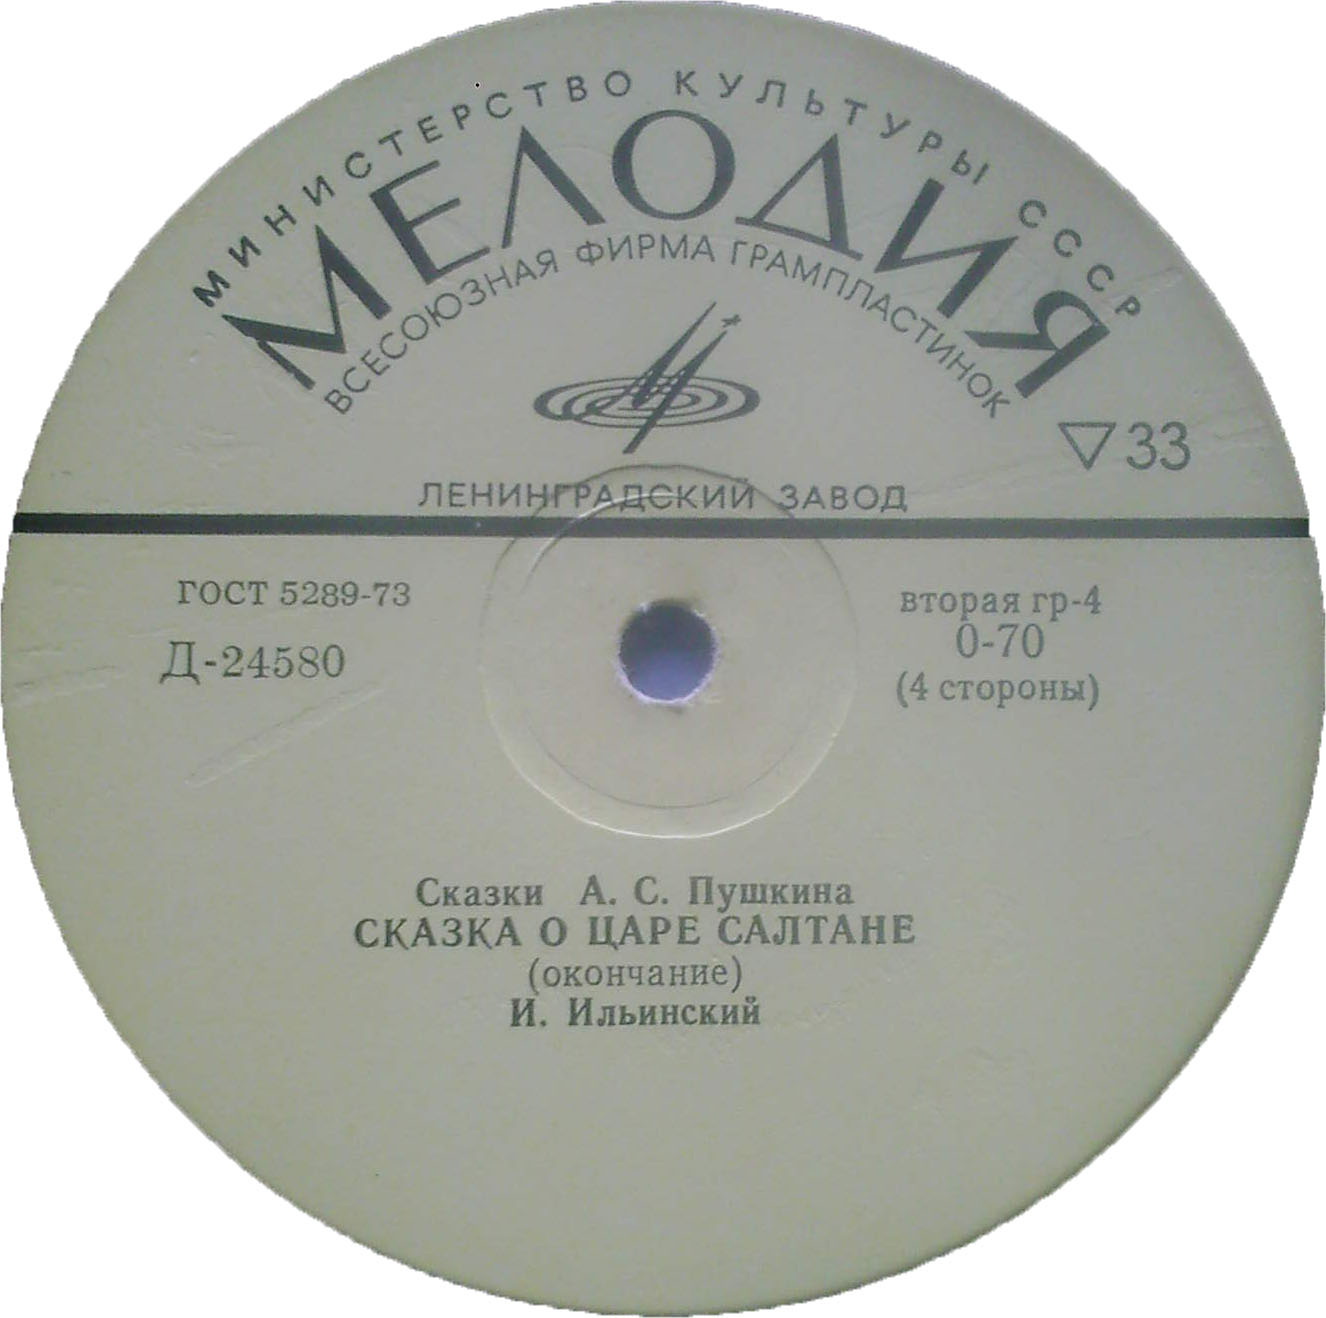 МИНИСТЕРСТВО КУЛЬТУРЫ СССР
МЕЛОДИЯ
ВСЕСОЮЗНАЯ ФИРМА ГРАМПЛАСТИНОК
33
ЛЕНИНГРАДСКИЙ ЗАВОД
ГОСТ 5289-73
Д-24580
вторая гр-4
0-70
(4 стороны)
Сказки А. С. Пушкина
СКАЗКА О ЦАРЕ САЛТАНЕ
(окончание)
И. Ильинский